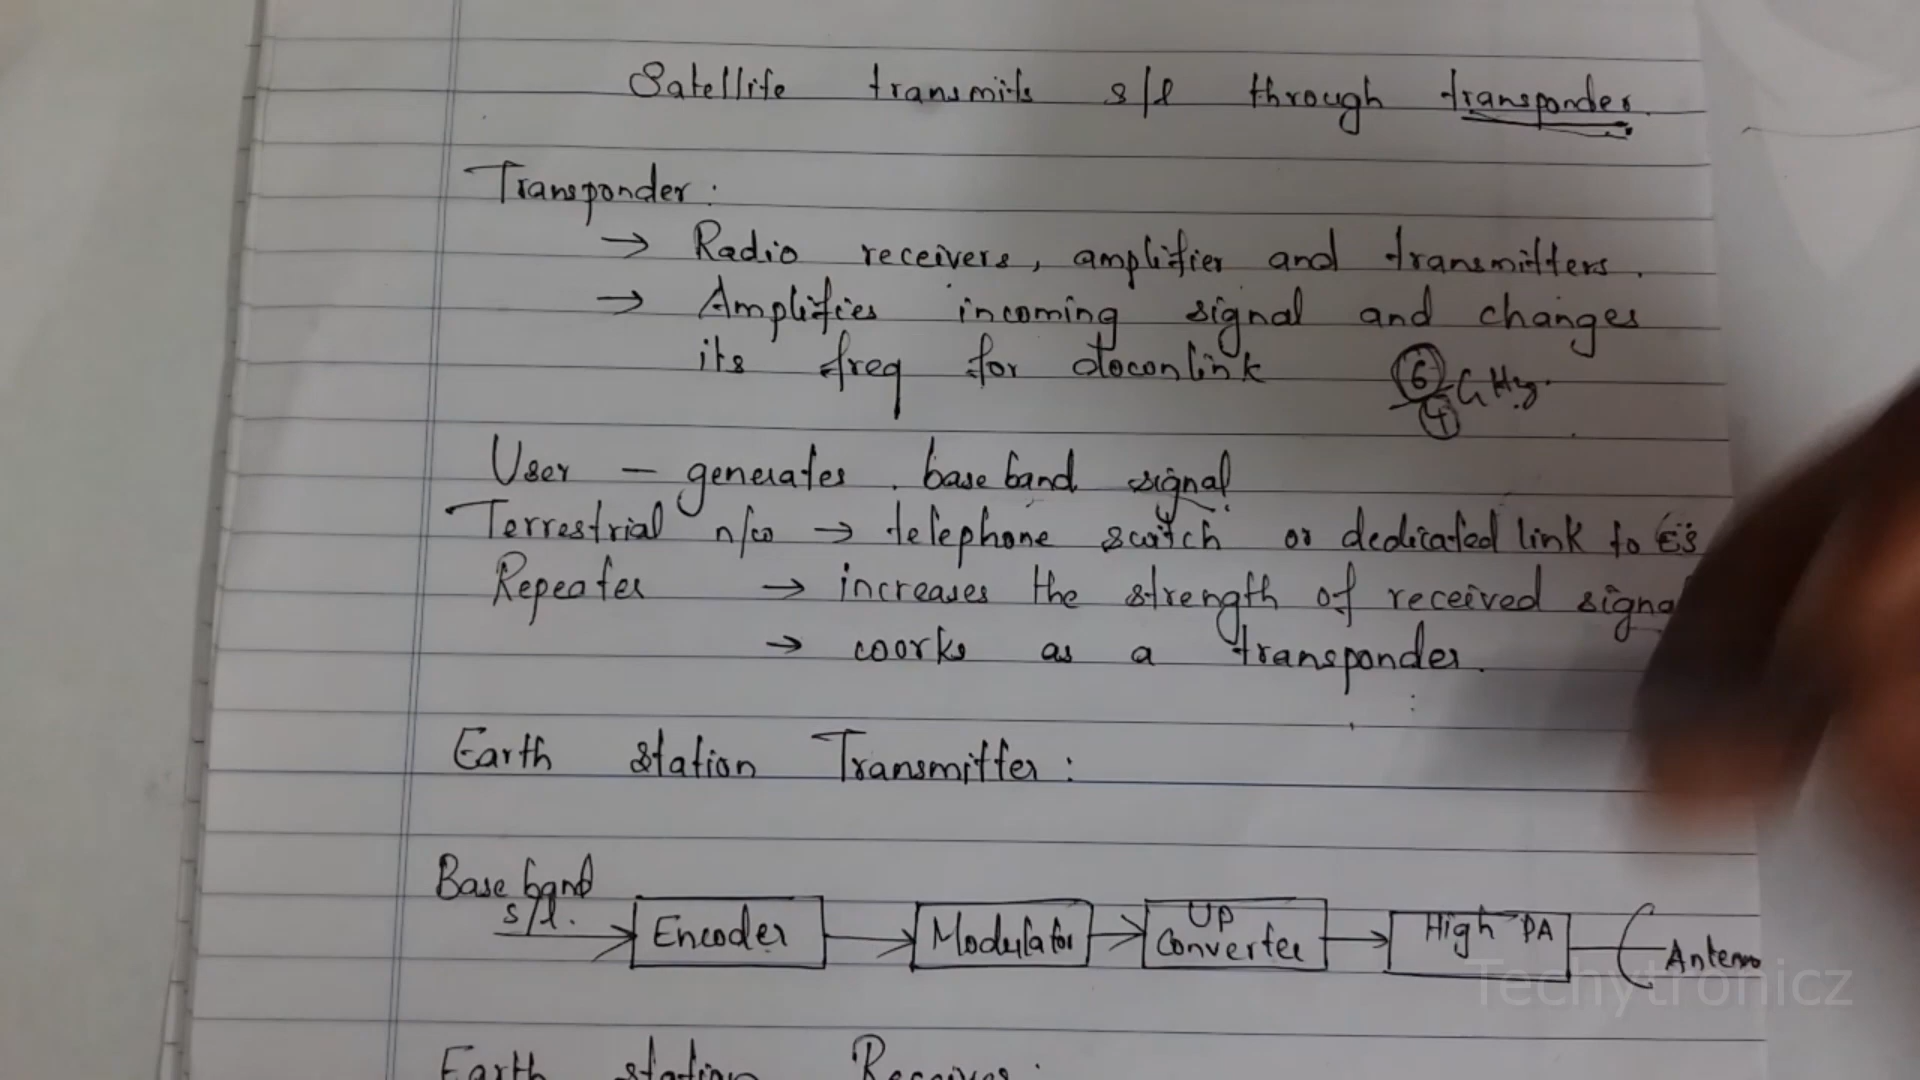 Satellite transmits s/l through transponder.
Transponder:
→ Radio receivers, amplifier and transmitters.
→ Amplifies incoming signal and changes
its freq for downlink 6/4 GHz.
User - generates base band signal
Terrestrial n/w → telephone switch or dedicated link to ES
Repeater → increases the strength of received signal
→ works as a transponder.
Earth station Transmitter:
Base band
s/l.
Encoder
Modulator
UP
Converter
High PA
Antenna
Techytronicz
Earth station Receiver: